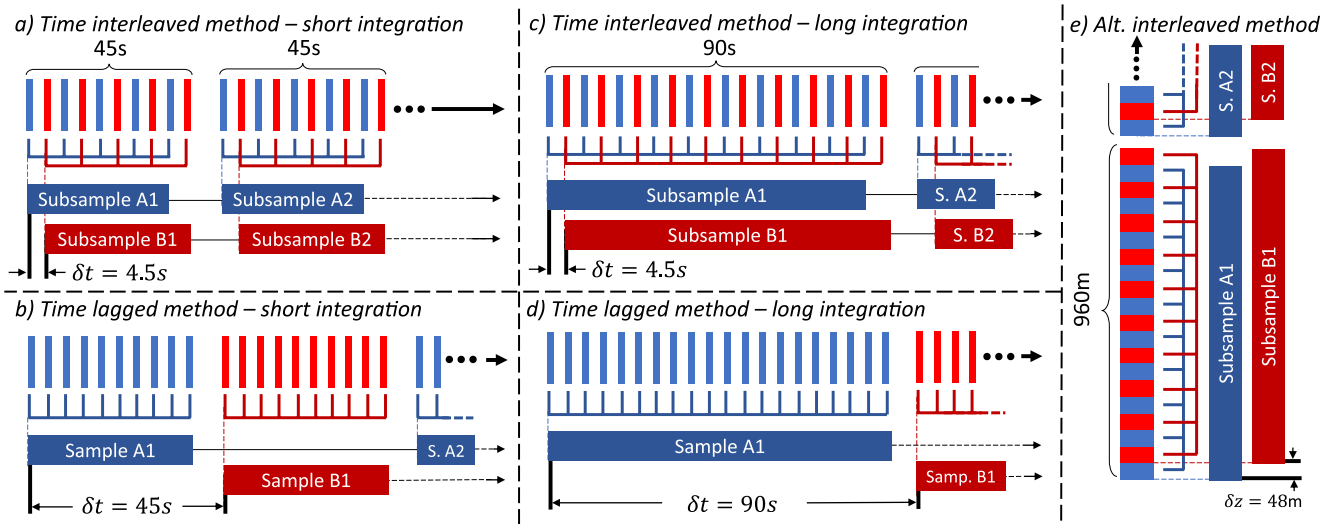 a) Time interleaved method – short integration
45s
45s
Subsample A1
Subsample A2
Subsample B1
Subsample B2
δt = 4.5s
b) Time lagged method – short integration
Sample A1
S. A2
Sample B1
δt = 45s
c) Time interleaved method – long integration
90s
Subsample A1
S. A2
Subsample B1
S. B2
δt = 4.5s
d) Time lagged method – long integration
Sample A1
Samp. B1
δt = 90s
e) Alt. interleaved method
S. A2
S. B2
960m
Subsample A1
Subsample B1
δz = 48m